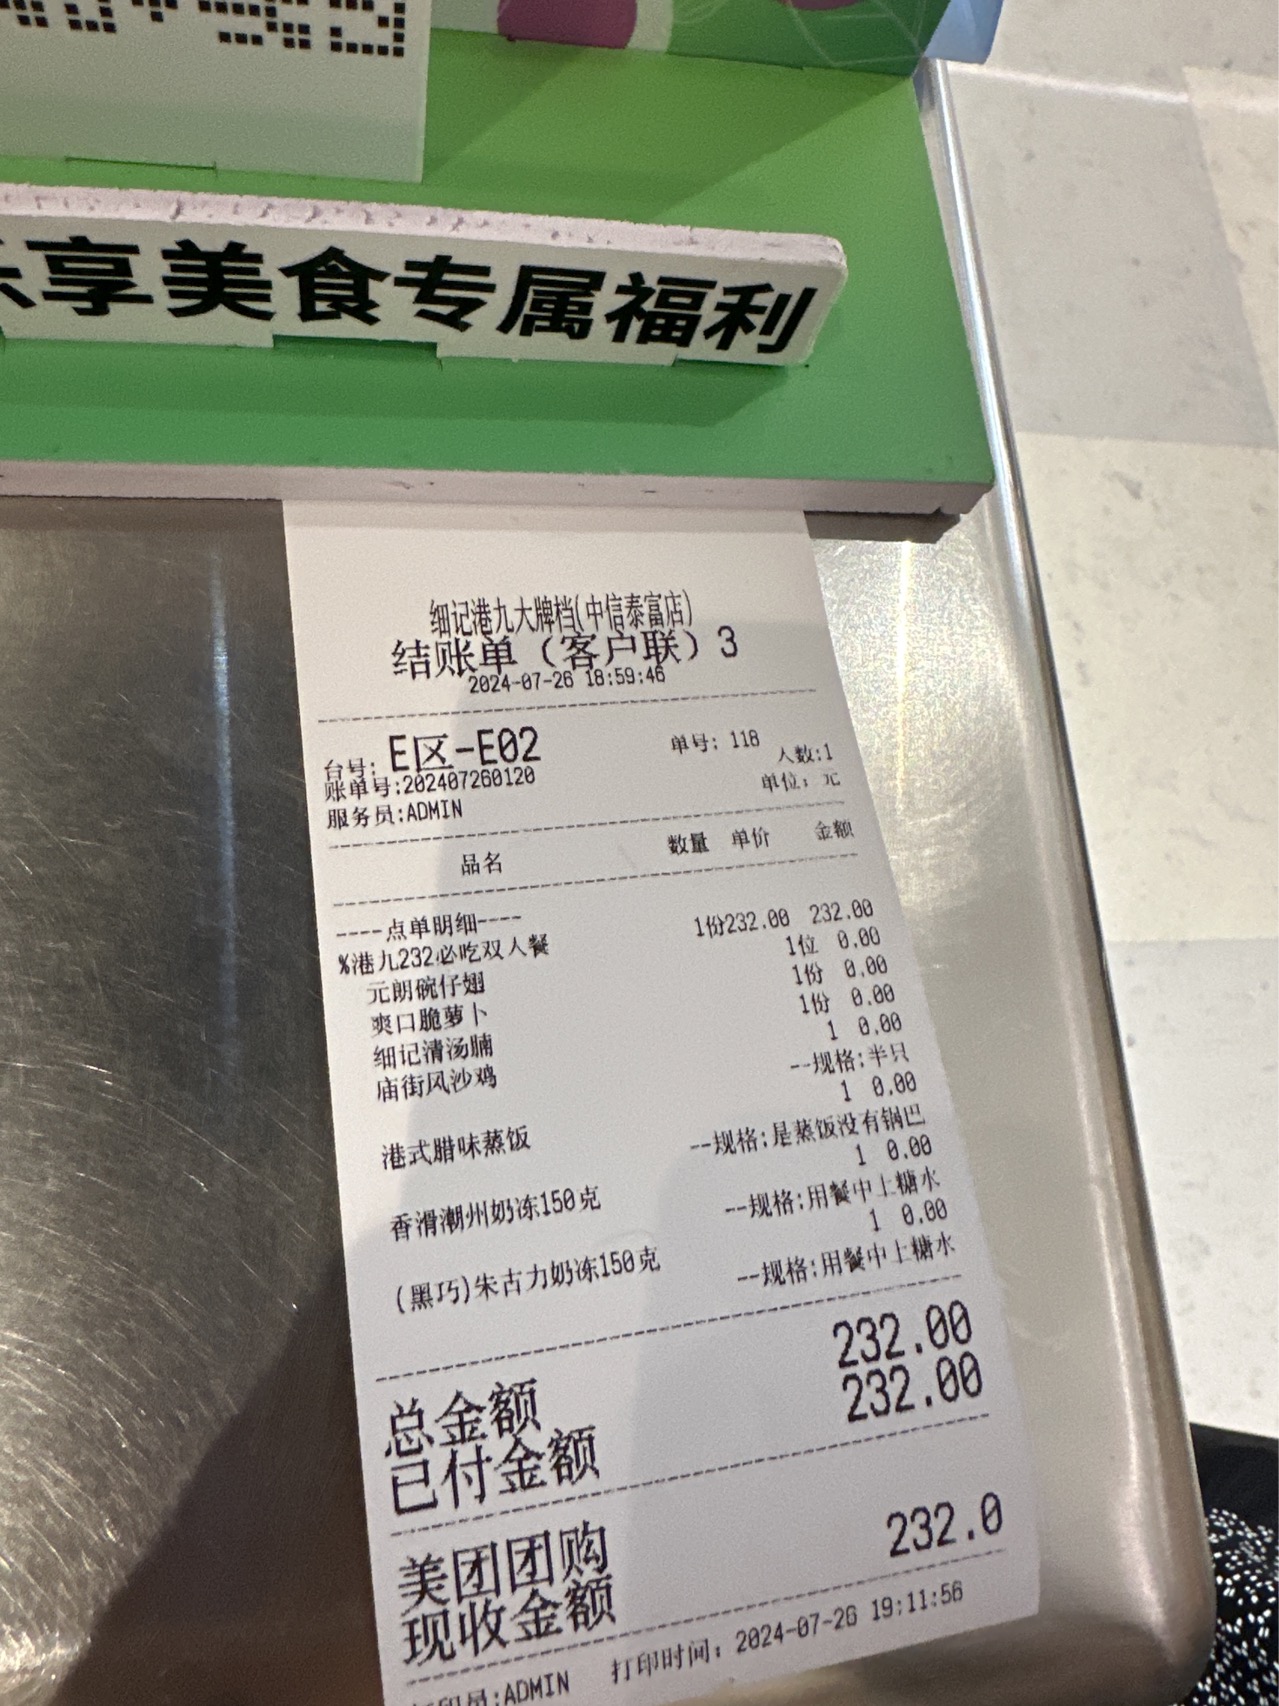 享美食专属福利
细记港九大牌档(中信泰富店)
结账单（客户联）3
2024-07-26 18:59:46
台号: E区-E02 单号: 118
账单号:202407260120 人数:1
服务员:ADMIN 单位: 元
品名 数量 单价 金额
----点单明细----
%港九232必吃双人餐 1份232.00 232.00
元朗碗仔翅 1位 0.00
爽口脆萝卜 1份 0.00
细记清汤腩 1份 0.00
庙街风沙鸡 1 0.00
--规格:半只
港式腊味蒸饭 1 0.00
--规格:是蒸饭没有锅巴
香滑潮州奶冻150克 1 0.00
--规格:用餐中上糖水
(黑巧)朱古力奶冻150克 1 0.00
--规格:用餐中上糖水
总金额 232.00
已付金额 232.00
美团团购 232.0
现收金额
印员:ADMIN 打印时间: 2024-07-26 19:11:56